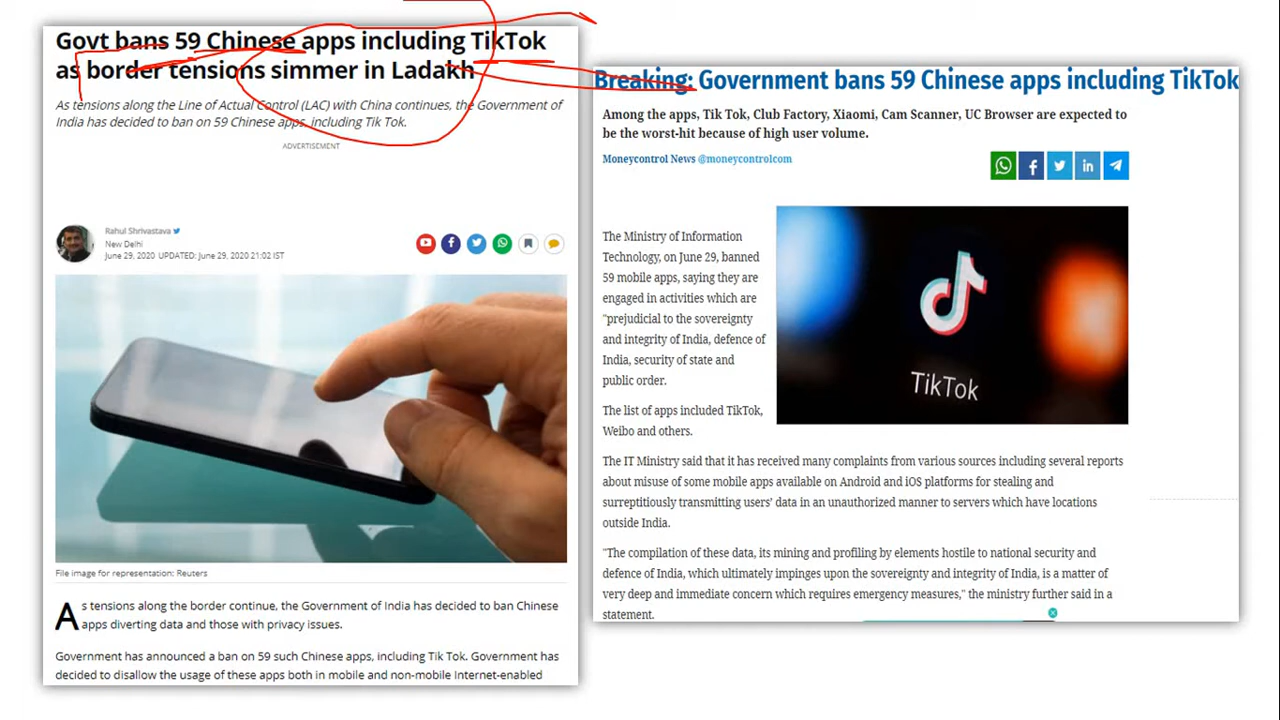 Govt bans 59 Chinese apps including TikTok
as border tensions simmer in Ladakh
As tensions along the Line of Actual Control (LAC) with China continues, the Government of
India has decided to ban on 59 Chinese apps, including Tik Tok.
ADVERTISEMENT
Rahul Shrivastava
New Delhi
June 29, 2020 UPDATED: June 29, 2020 21:02 IST
File image for representation: Reuters
As tensions along the border continue, the Government of India has decided to ban Chinese
apps diverting data and those with privacy issues.
Government has announced a ban on 59 such Chinese apps, including Tik Tok. Government has
decided to disallow the usage of these apps both in mobile and non-mobile Internet-enabled
Breaking: Government bans 59 Chinese apps including TikTok
Among the apps, Tik Tok, Club Factory, Xiaomi, Cam Scanner, UC Browser are expected to
be the worst-hit because of high user volume.
Moneycontrol News @moneycontrolcom
The Ministry of Information
Technology, on June 29, banned
59 mobile apps, saying they are
engaged in activities which are
"prejudicial to the sovereignty
and integrity of India, defence of
India, security of state and
public order.
TikTok
The list of apps included TikTok,
Weibo and others.
The IT Ministry said that it has received many complaints from various sources including several reports
about misuse of some mobile apps available on Android and iOS platforms for stealing and
surreptitiously transmitting users' data in an unauthorized manner to servers which have locations
outside India.
"The compilation of these data, its mining and profiling by elements hostile to national security and
defence of India, which ultimately impinges upon the sovereignty and integrity of India, is a matter of
very deep and immediate concern which requires emergency measures," the ministry further said in a
statement.